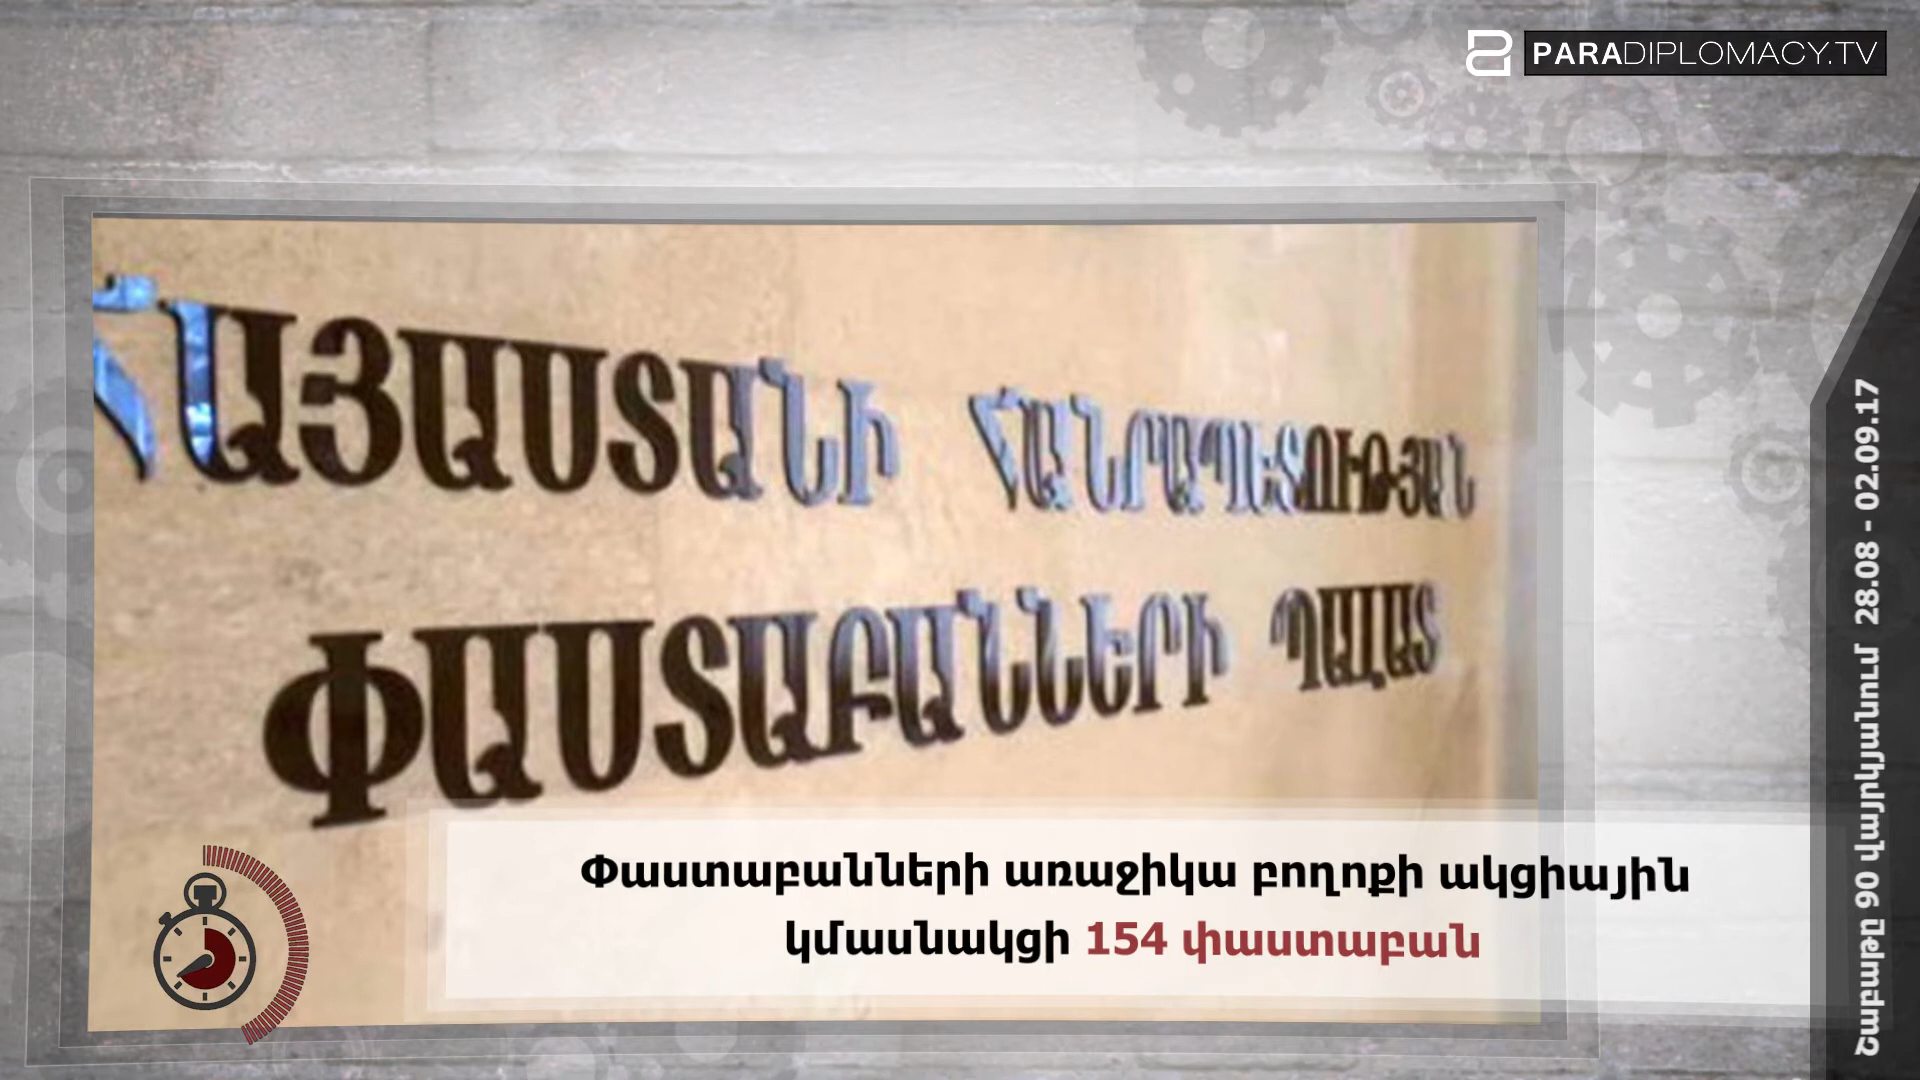 PARADIPLOMACY.TV
ՀԱՅԱՍՏԱՆԻ ՀԱՆՐԱՊԵՏՈՒԹՅԱՆ
ՓԱՍՏԱԲԱՆՆԵՐԻ ՊԱԼԱՏ
Փաստաբանների առաջիկա բողոքի ակցիային
կմասնակցի 154 փաստաբան
Շաբաթն 90 վայրկյանում 28.08 - 02.09.17